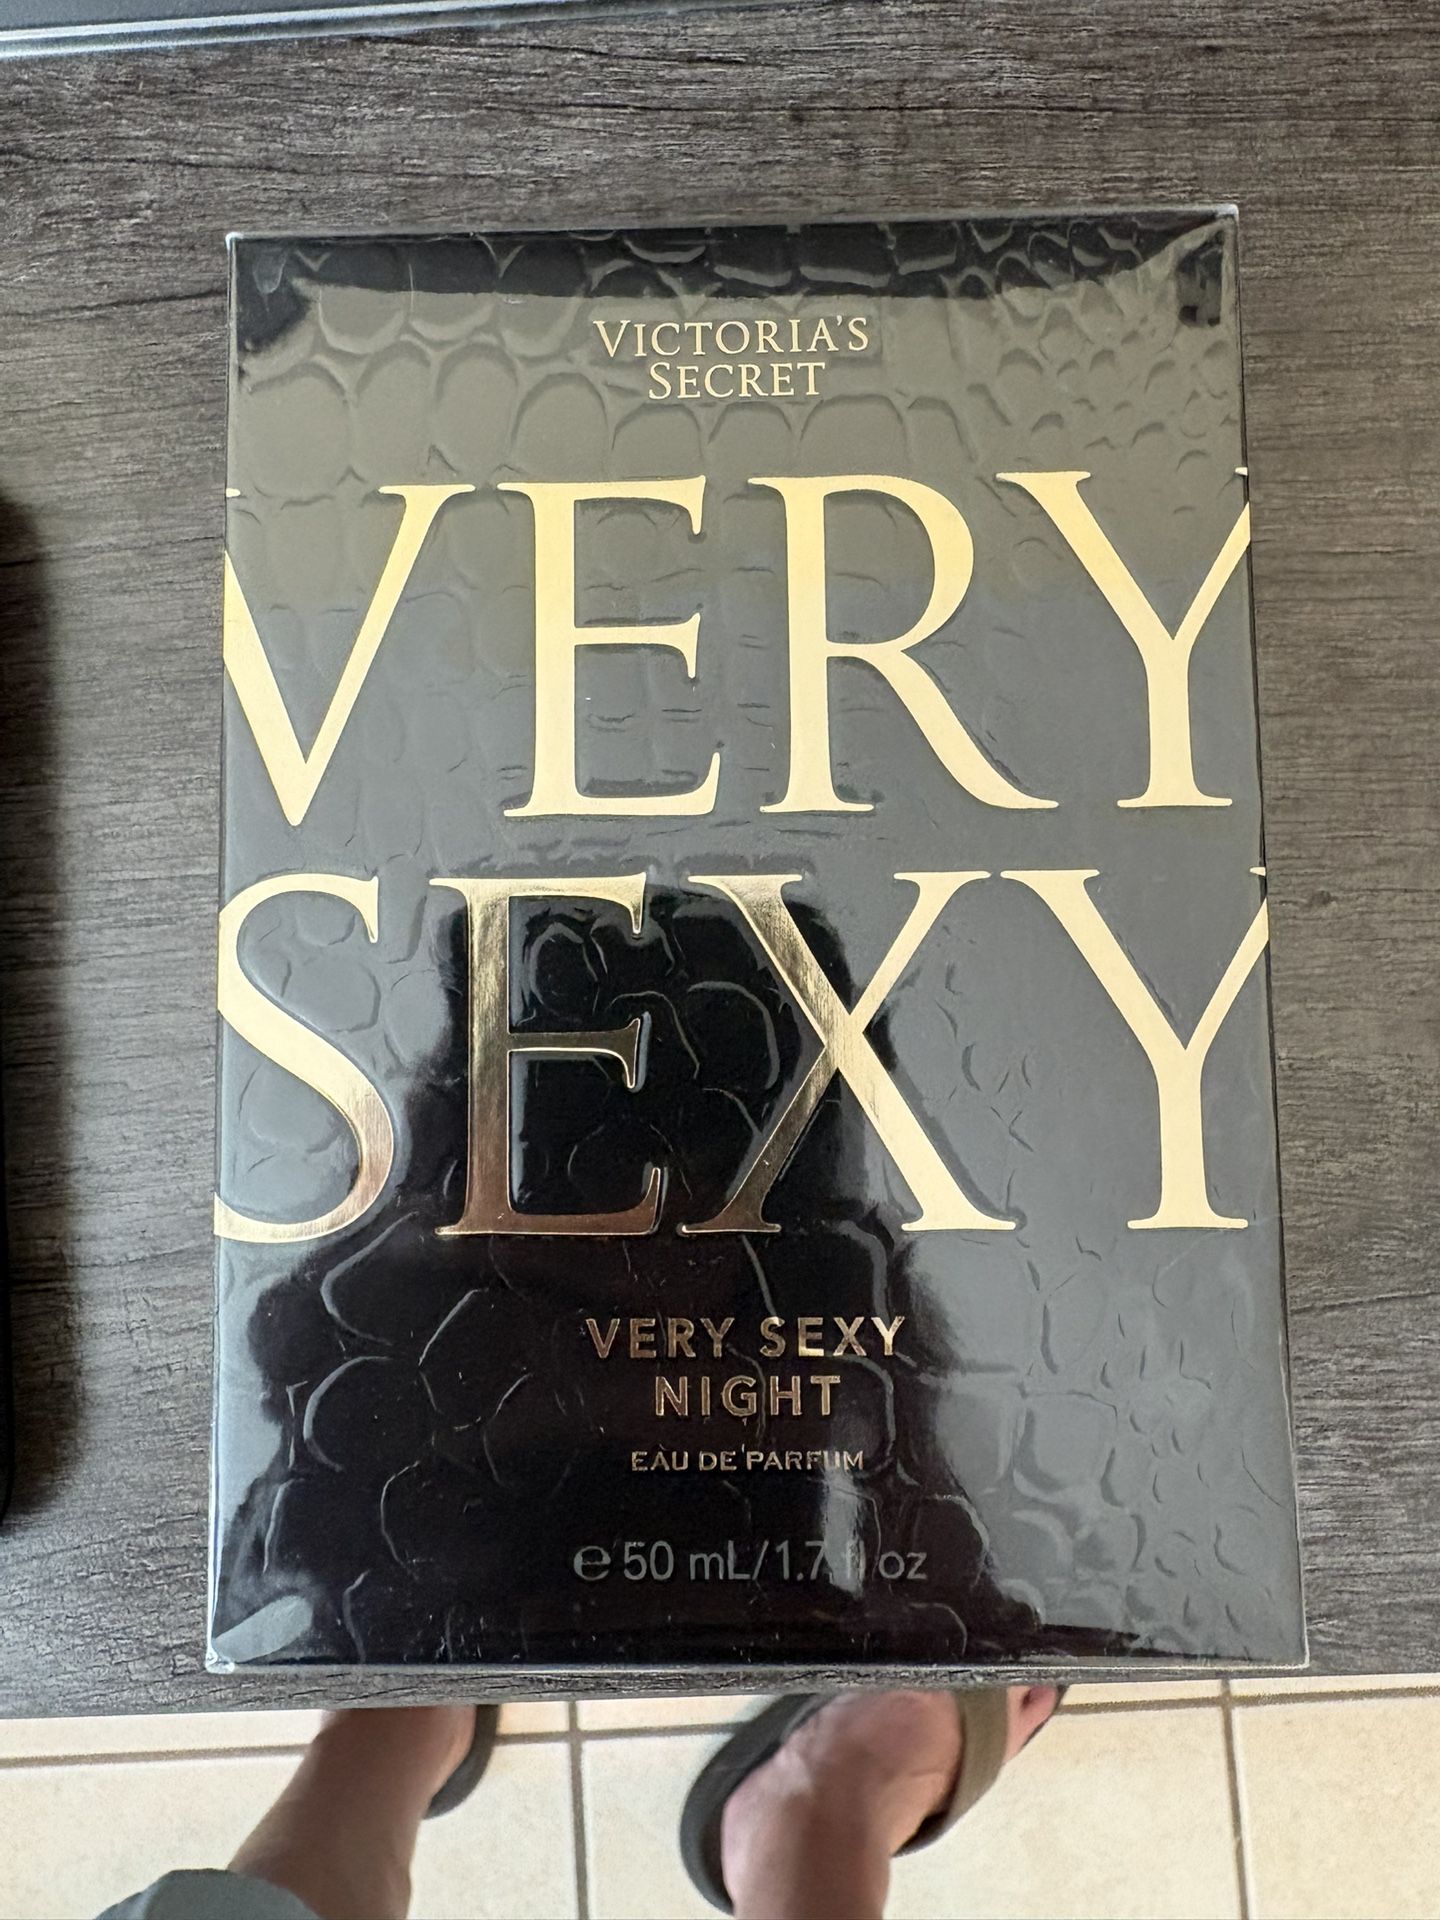 VICTORIA'S
SECRET
VERY
SEXY
VERY SEXY
NIGHT
EAU DE PARFUM
℮ 50 mL/1.7 fl oz